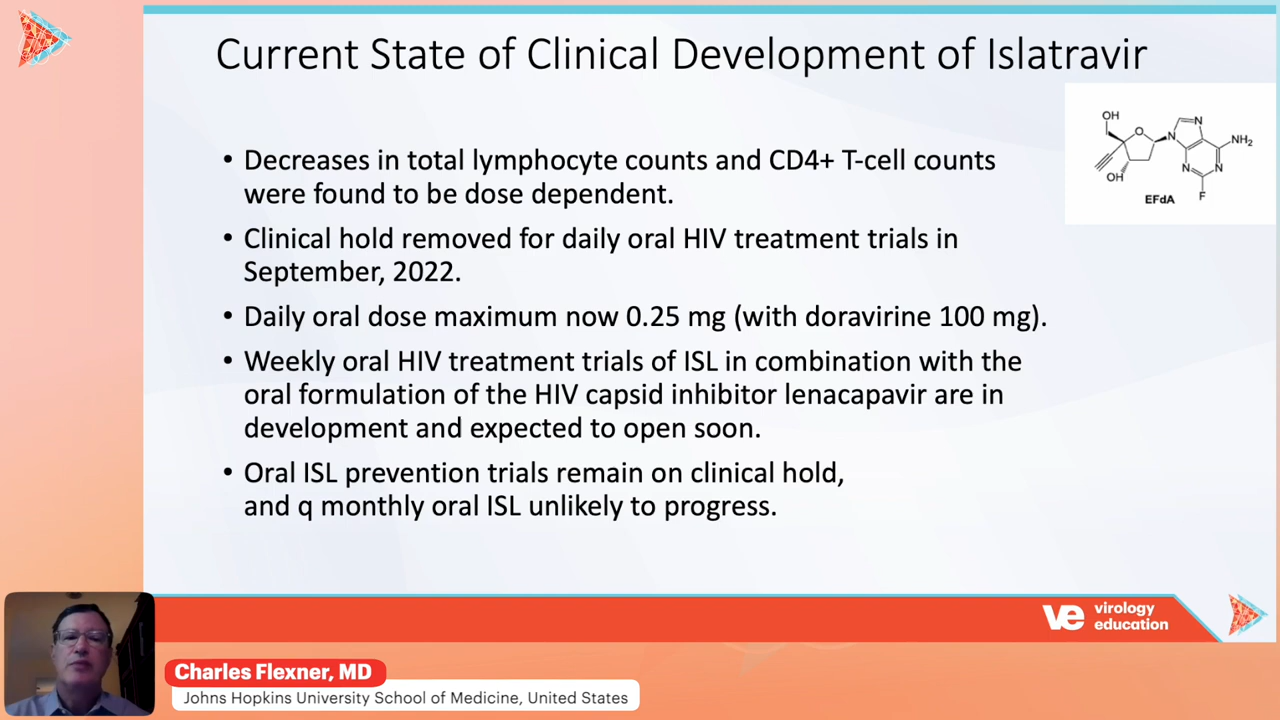 Current State of Clinical Development of Islatravir
• Decreases in total lymphocyte counts and CD4+ T-cell counts
were found to be dose dependent.
• Clinical hold removed for daily oral HIV treatment trials in
September, 2022.
• Daily oral dose maximum now 0.25 mg (with doravirine 100 mg).
• Weekly oral HIV treatment trials of ISL in combination with the
oral formulation of the HIV capsid inhibitor lenacapavir are in
development and expected to open soon.
• Oral ISL prevention trials remain on clinical hold,
and q monthly oral ISL unlikely to progress.
OH
O
N
N
NH2
N
N
OH
F
EFdA
ve virology
education
Charles Flexner, MD
Johns Hopkins University School of Medicine, United States